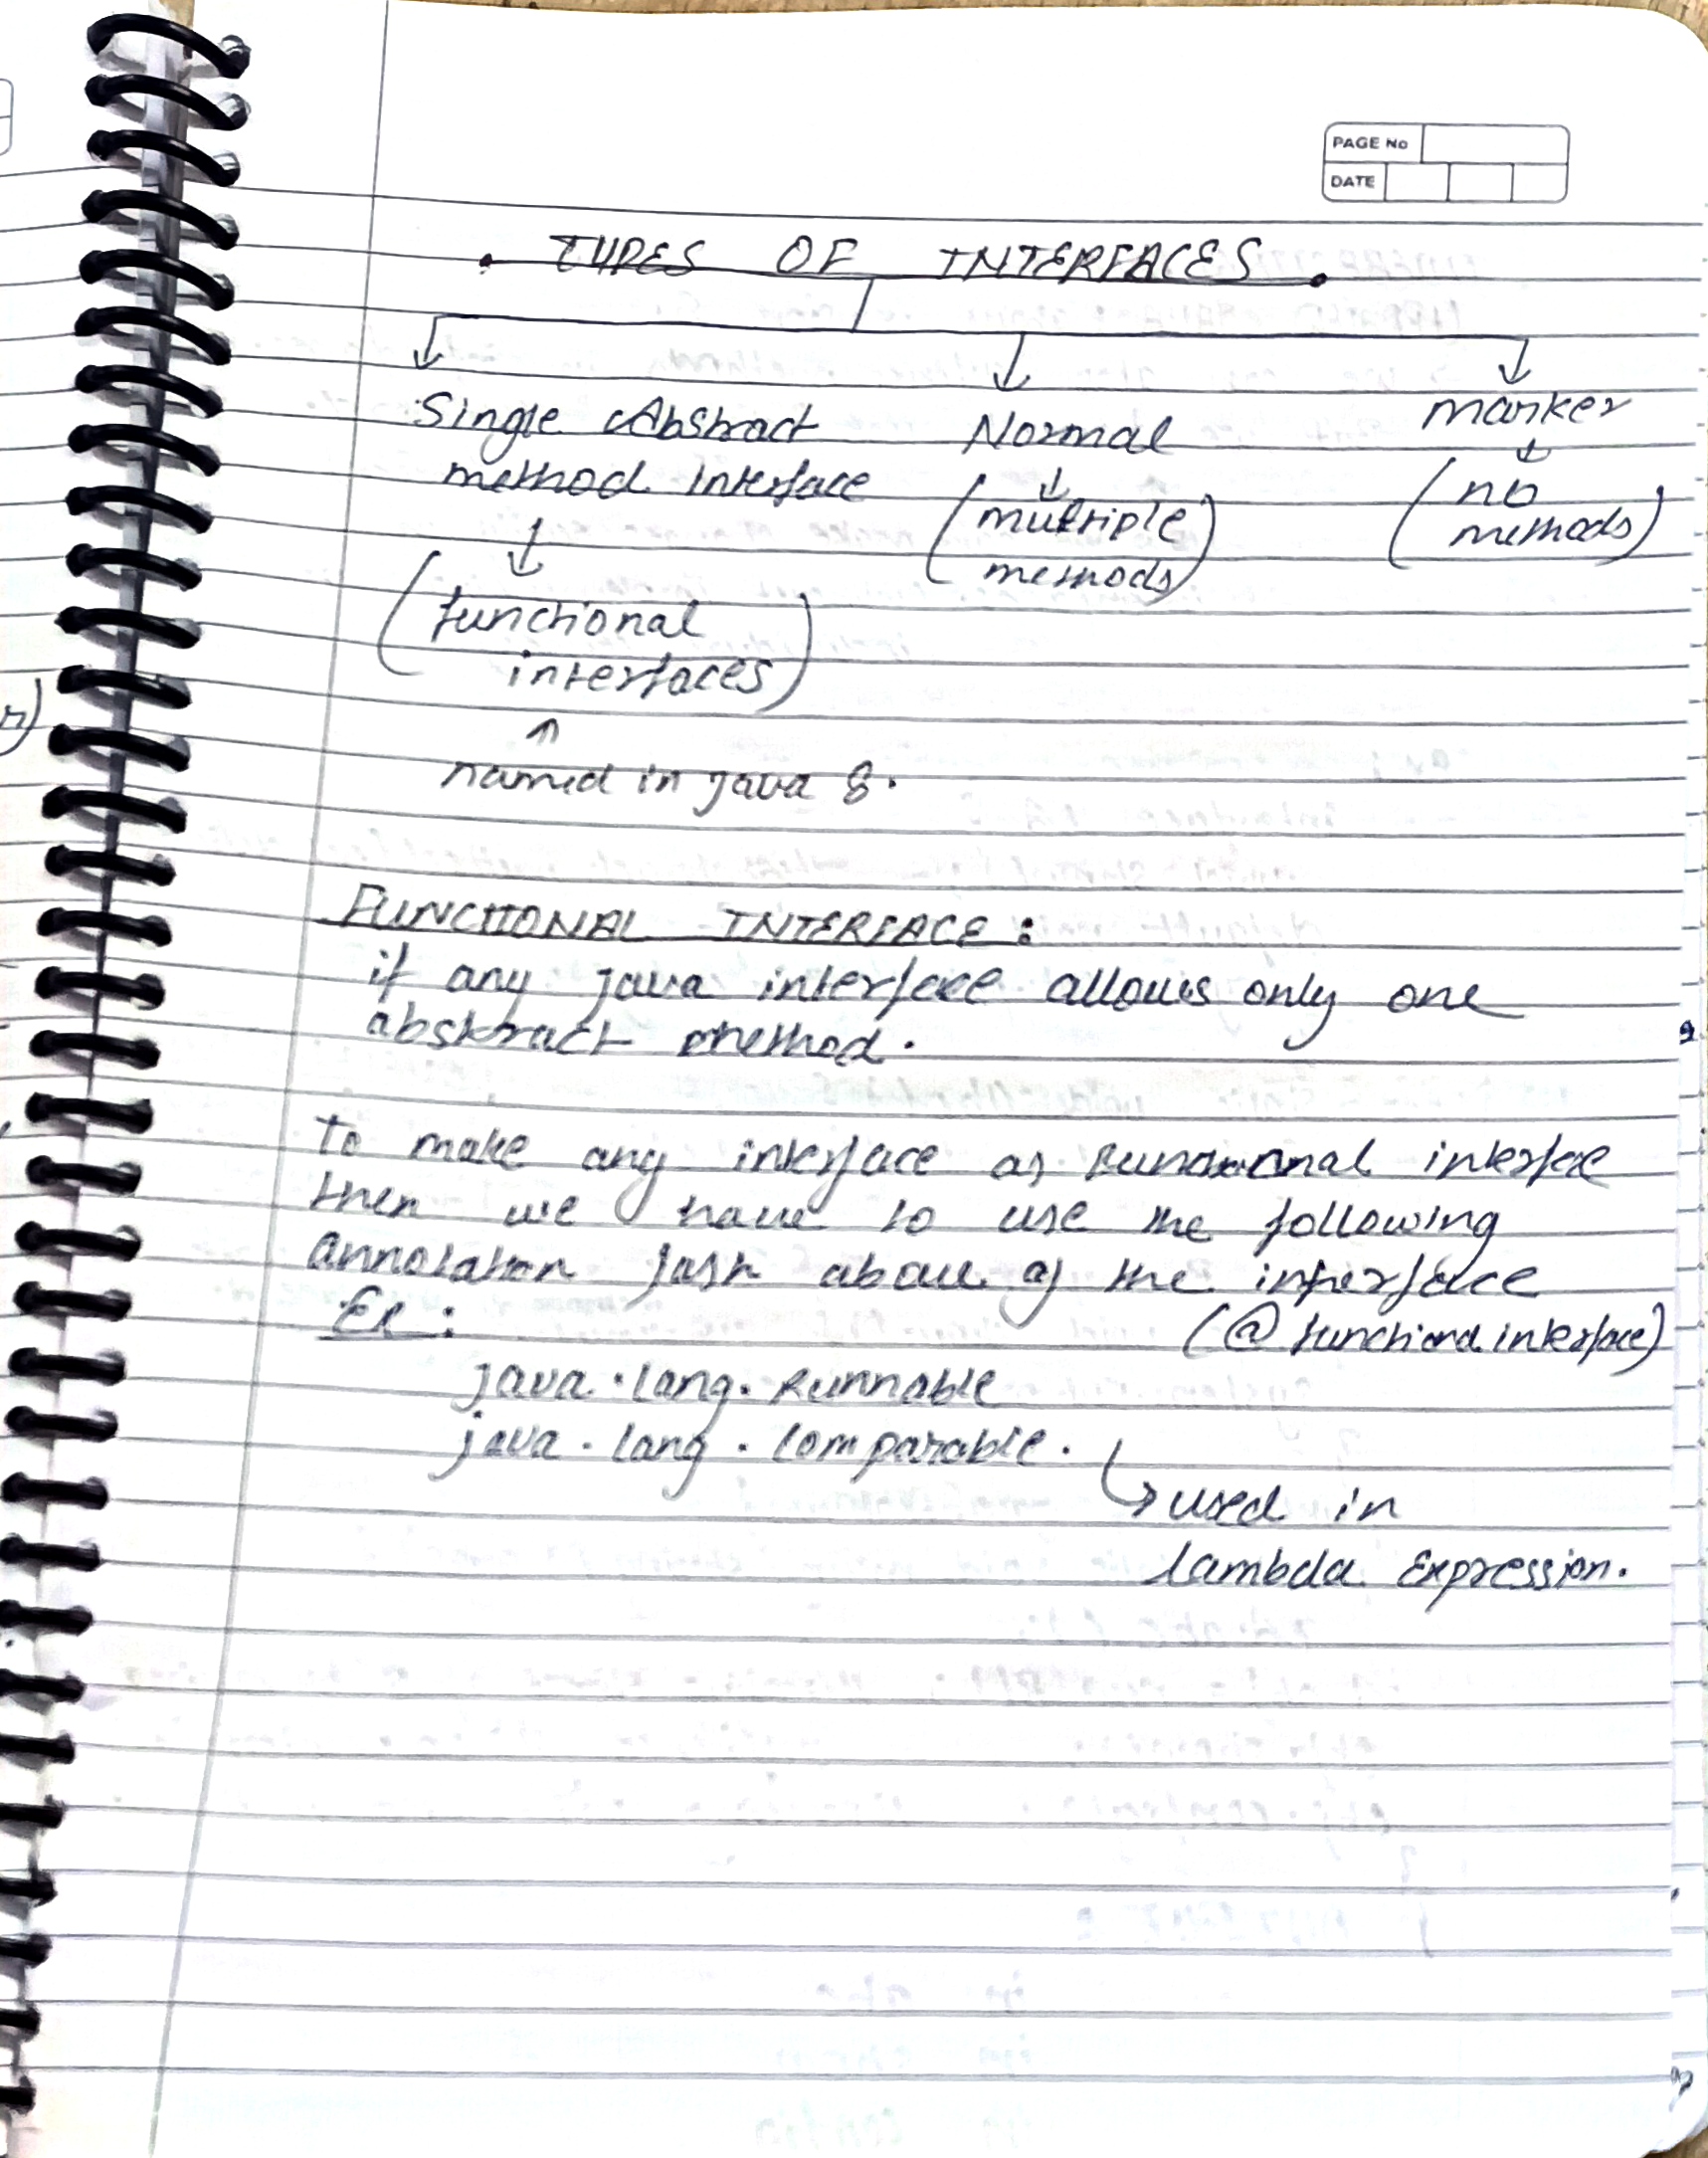 PAGE No
DATE
. TYPES OF INTERFACES .
Single Abstract Normal marker
method Interface (multiple (no
methods) methods)
(functional
interfaces)
named in java 8.
FUNCTIONAL INTERFACE :
if any java interface allows only one
abstract method .
To make any interface as Functional interface
then we have to use the following
annotation just above of the interface
Ex : (@ functional interface)
java . lang . Runnable
java . lang . comparable .
used in
lambda Expression .